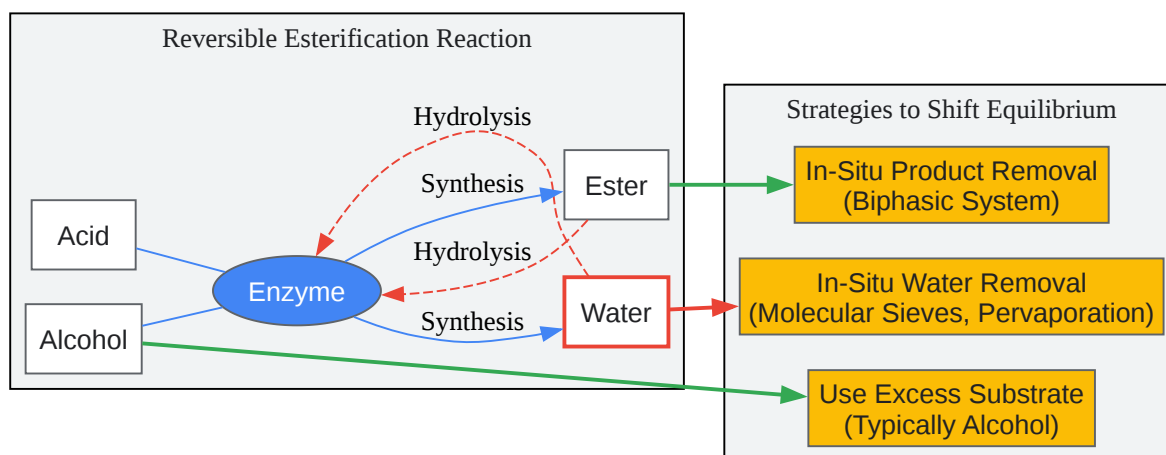 Reversible Esterification Reaction
Hydrolysis
Synthesis
Ester
Acid
Hydrolysis
Enzyme
Water
Synthesis
Alcohol
Strategies to Shift Equilibrium
In-Situ Product Removal
(Biphasic System)
In-Situ Water Removal
(Molecular Sieves, Pervaporation)
Use Excess Substrate
(Typically Alcohol)